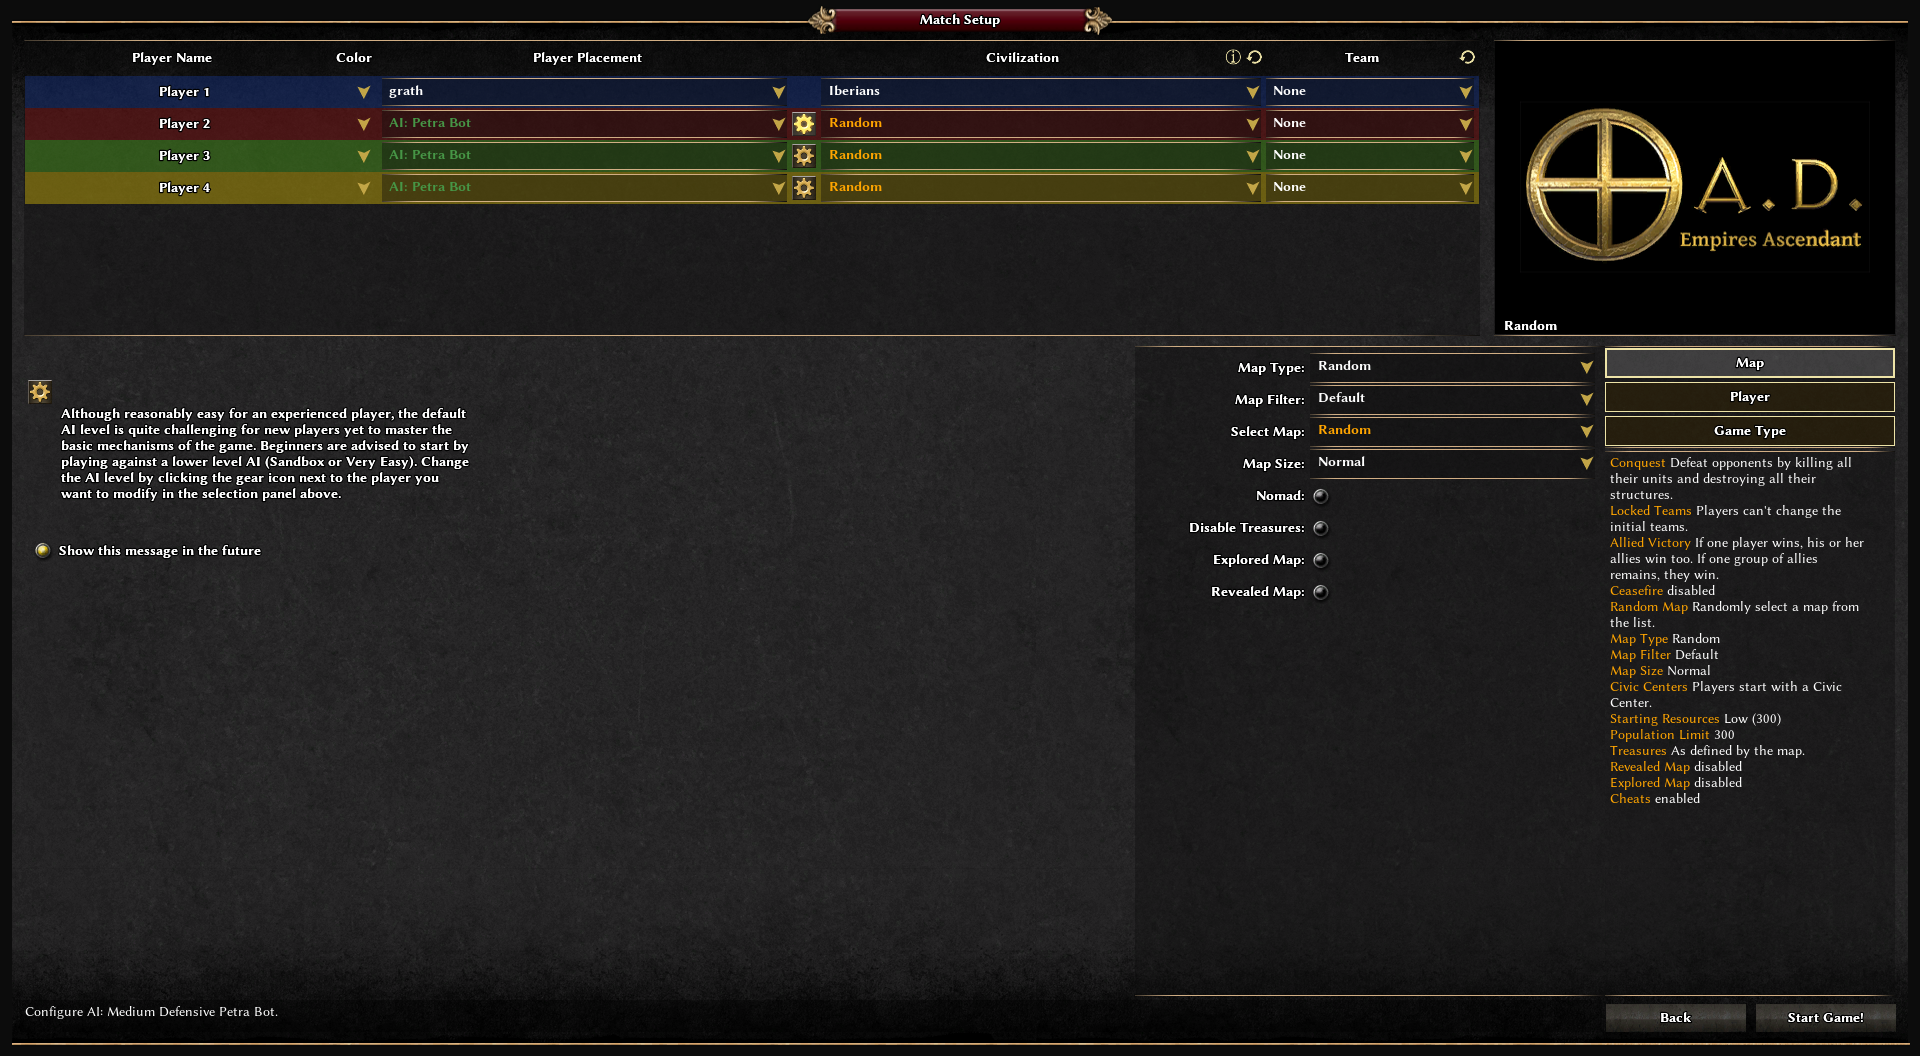 Match Setup
Player Name Color Player Placement Civilization Team
Player 1 grath Iberians None
Player 2 AI: Petra Bot Random None
Player 3 AI: Petra Bot Random None
Player 4 AI: Petra Bot Random None
A. D.
Empires Ascendant
Random
Although reasonably easy for an experienced player, the default
AI level is quite challenging for new players yet to master the
basic mechanisms of the game. Beginners are advised to start by
playing against a lower level AI (Sandbox or Very Easy). Change
the AI level by clicking the gear icon next to the player you
want to modify in the selection panel above.
Show this message in the future
Map Type: Random
Map Filter: Default
Select Map: Random
Map Size: Normal
Nomad:
Disable Treasures:
Explored Map:
Revealed Map:
Map
Player
Game Type
Conquest Defeat opponents by killing all
their units and destroying all their
structures.
Locked Teams Players can't change the
initial teams.
Allied Victory If one player wins, his or her
allies win too. If one group of allies
remains, they win.
Ceasefire disabled
Random Map Randomly select a map from
the list.
Map Type Random
Map Filter Default
Map Size Normal
Civic Centers Players start with a Civic
Center.
Starting Resources Low (300)
Population Limit 300
Treasures As defined by the map.
Revealed Map disabled
Explored Map disabled
Cheats enabled
Configure AI: Medium Defensive Petra Bot.
Back
Start Game!